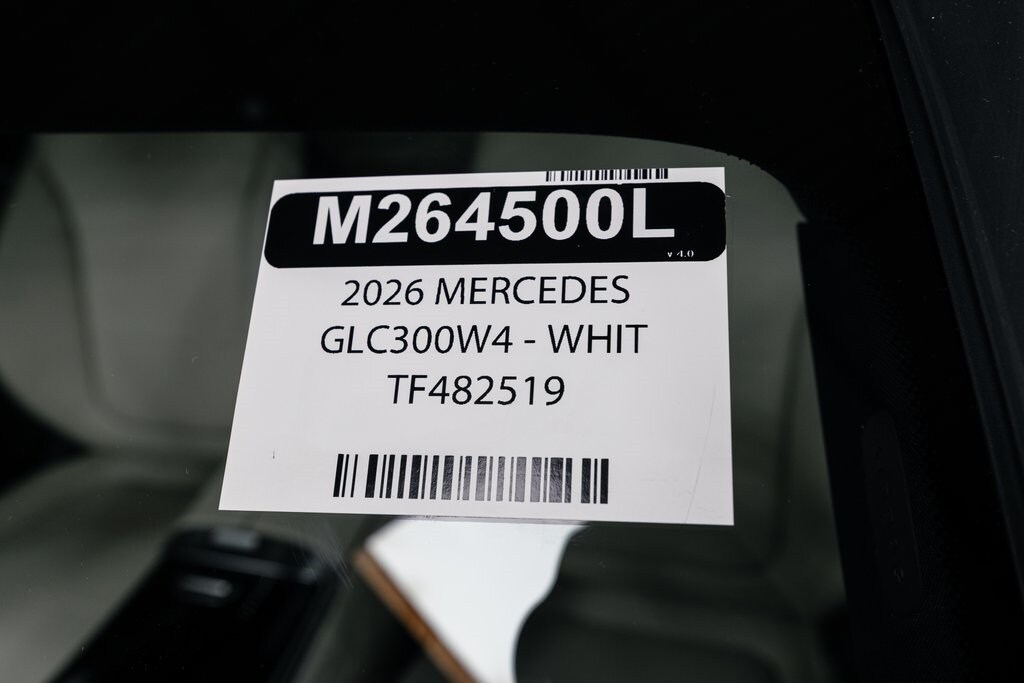 M264500L
v 4.0
2026 MERCEDES
GLC300W4 - WHIT
TF482519